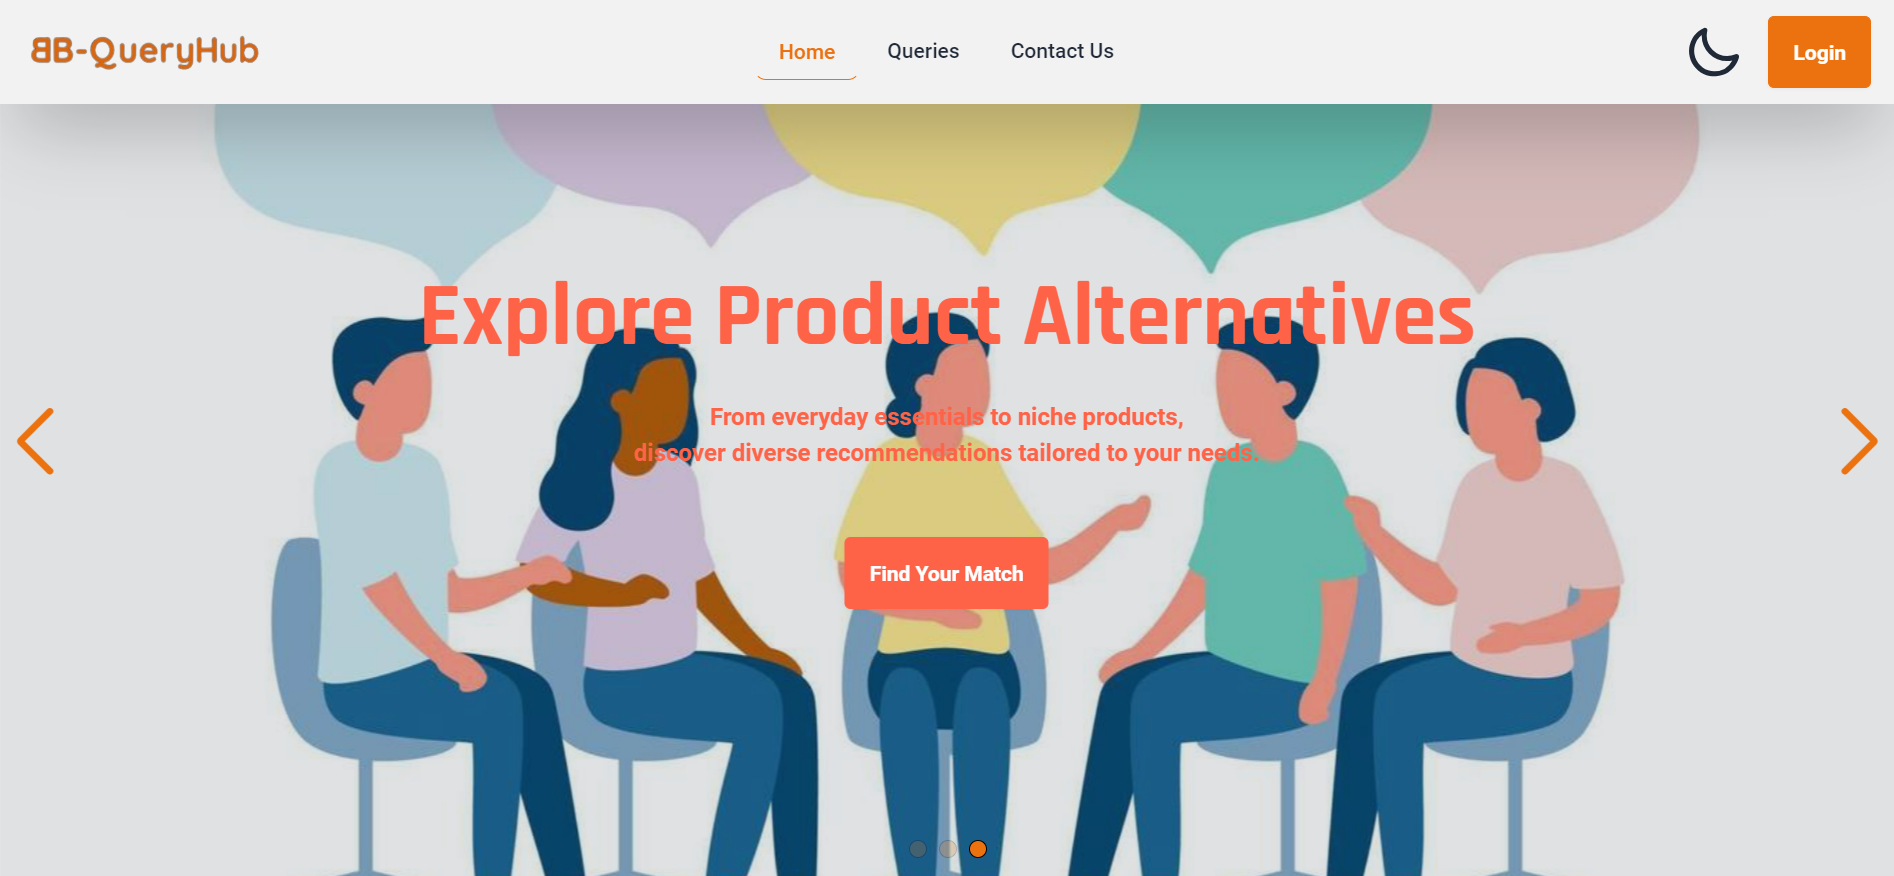 BB-QueryHub
Home
Queries
Contact Us
Login
Explore Product Alternatives
From everyday essentials to niche products,
discover diverse recommendations tailored to your needs.
Find Your Match